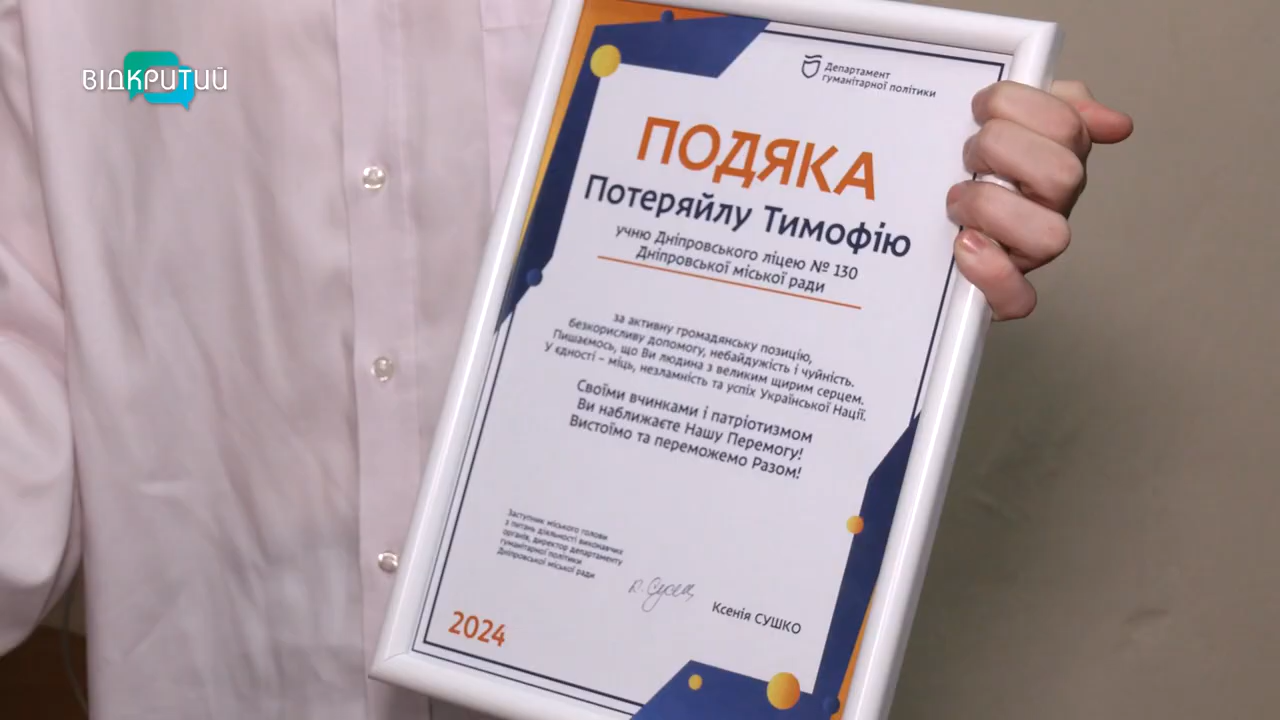 ВІДКРИТИЙ
Департамент
гуманітарної політики
ПОДЯКА
Потеряйлу Тимофію
учню Дніпровського ліцею № 130
Дніпровської міської ради
за активну громадянську позицію,
безкорисливу допомогу, небайдужість і чуйність.
Пишаємось, що Ви людина з великим щирим серцем.
У єдності – міць, незламність та успіх Української Нації.
Своїми вчинками і патріотизмом
Ви наближаєте Нашу Перемогу!
Вистоїмо та переможемо Разом!
Заступник міського голови
з питань діяльності виконавчих
органів, директор департаменту
гуманітарної політики
Дніпровської міської ради
Ксенія СУШКО
2024